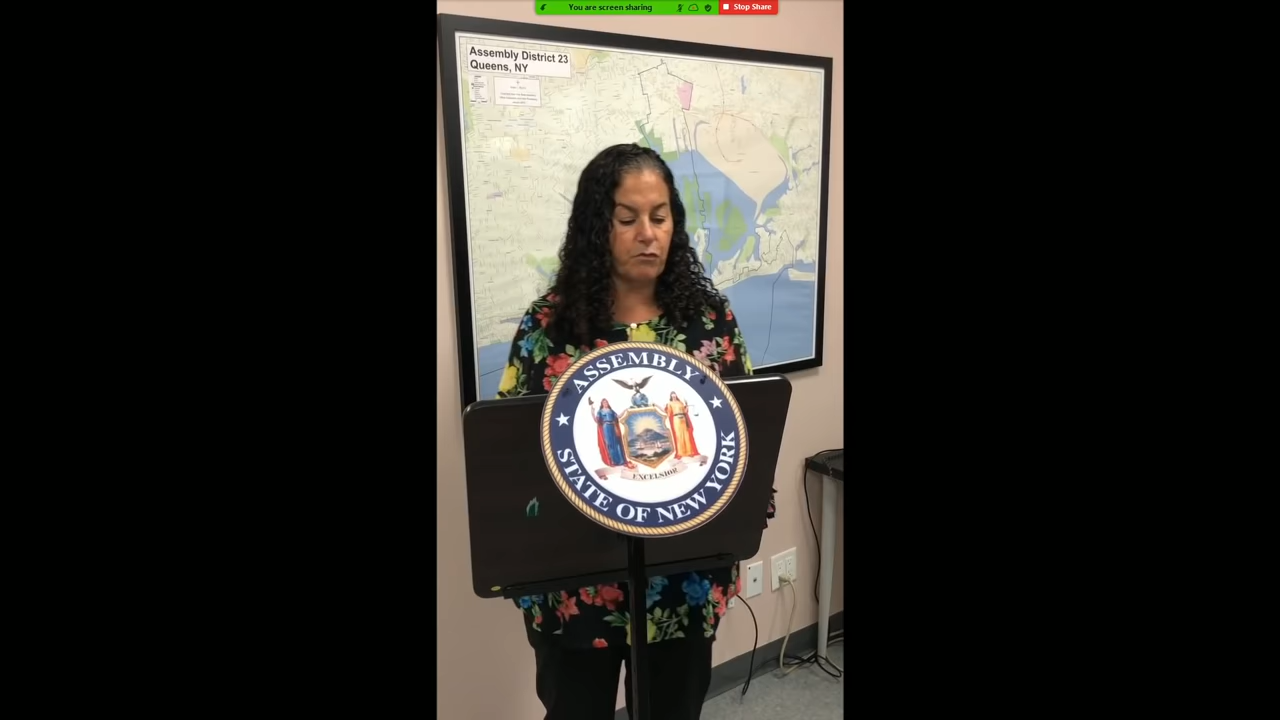 You are screen sharing
Stop Share
Assembly District 23
Queens, NY
ASSEMBLY
EXCELSIOR
STATE OF NEW YORK